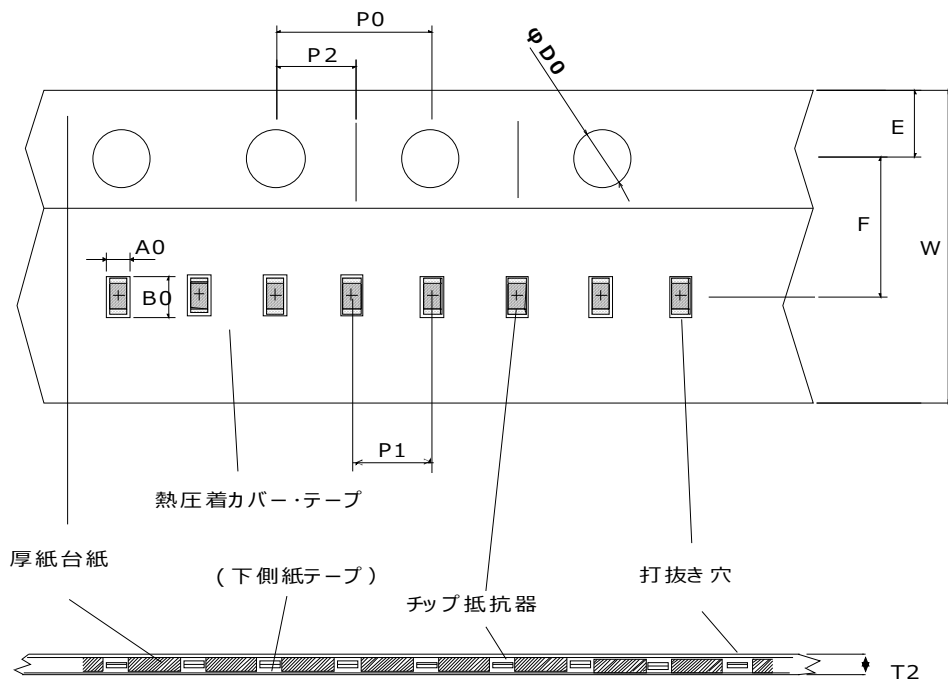 P0
P2
φD0
E
F
W
A0
B0
P1
熱圧着カバー・テープ
厚紙台紙
(下側紙テープ)
チップ抵抗器
打抜き穴
T2